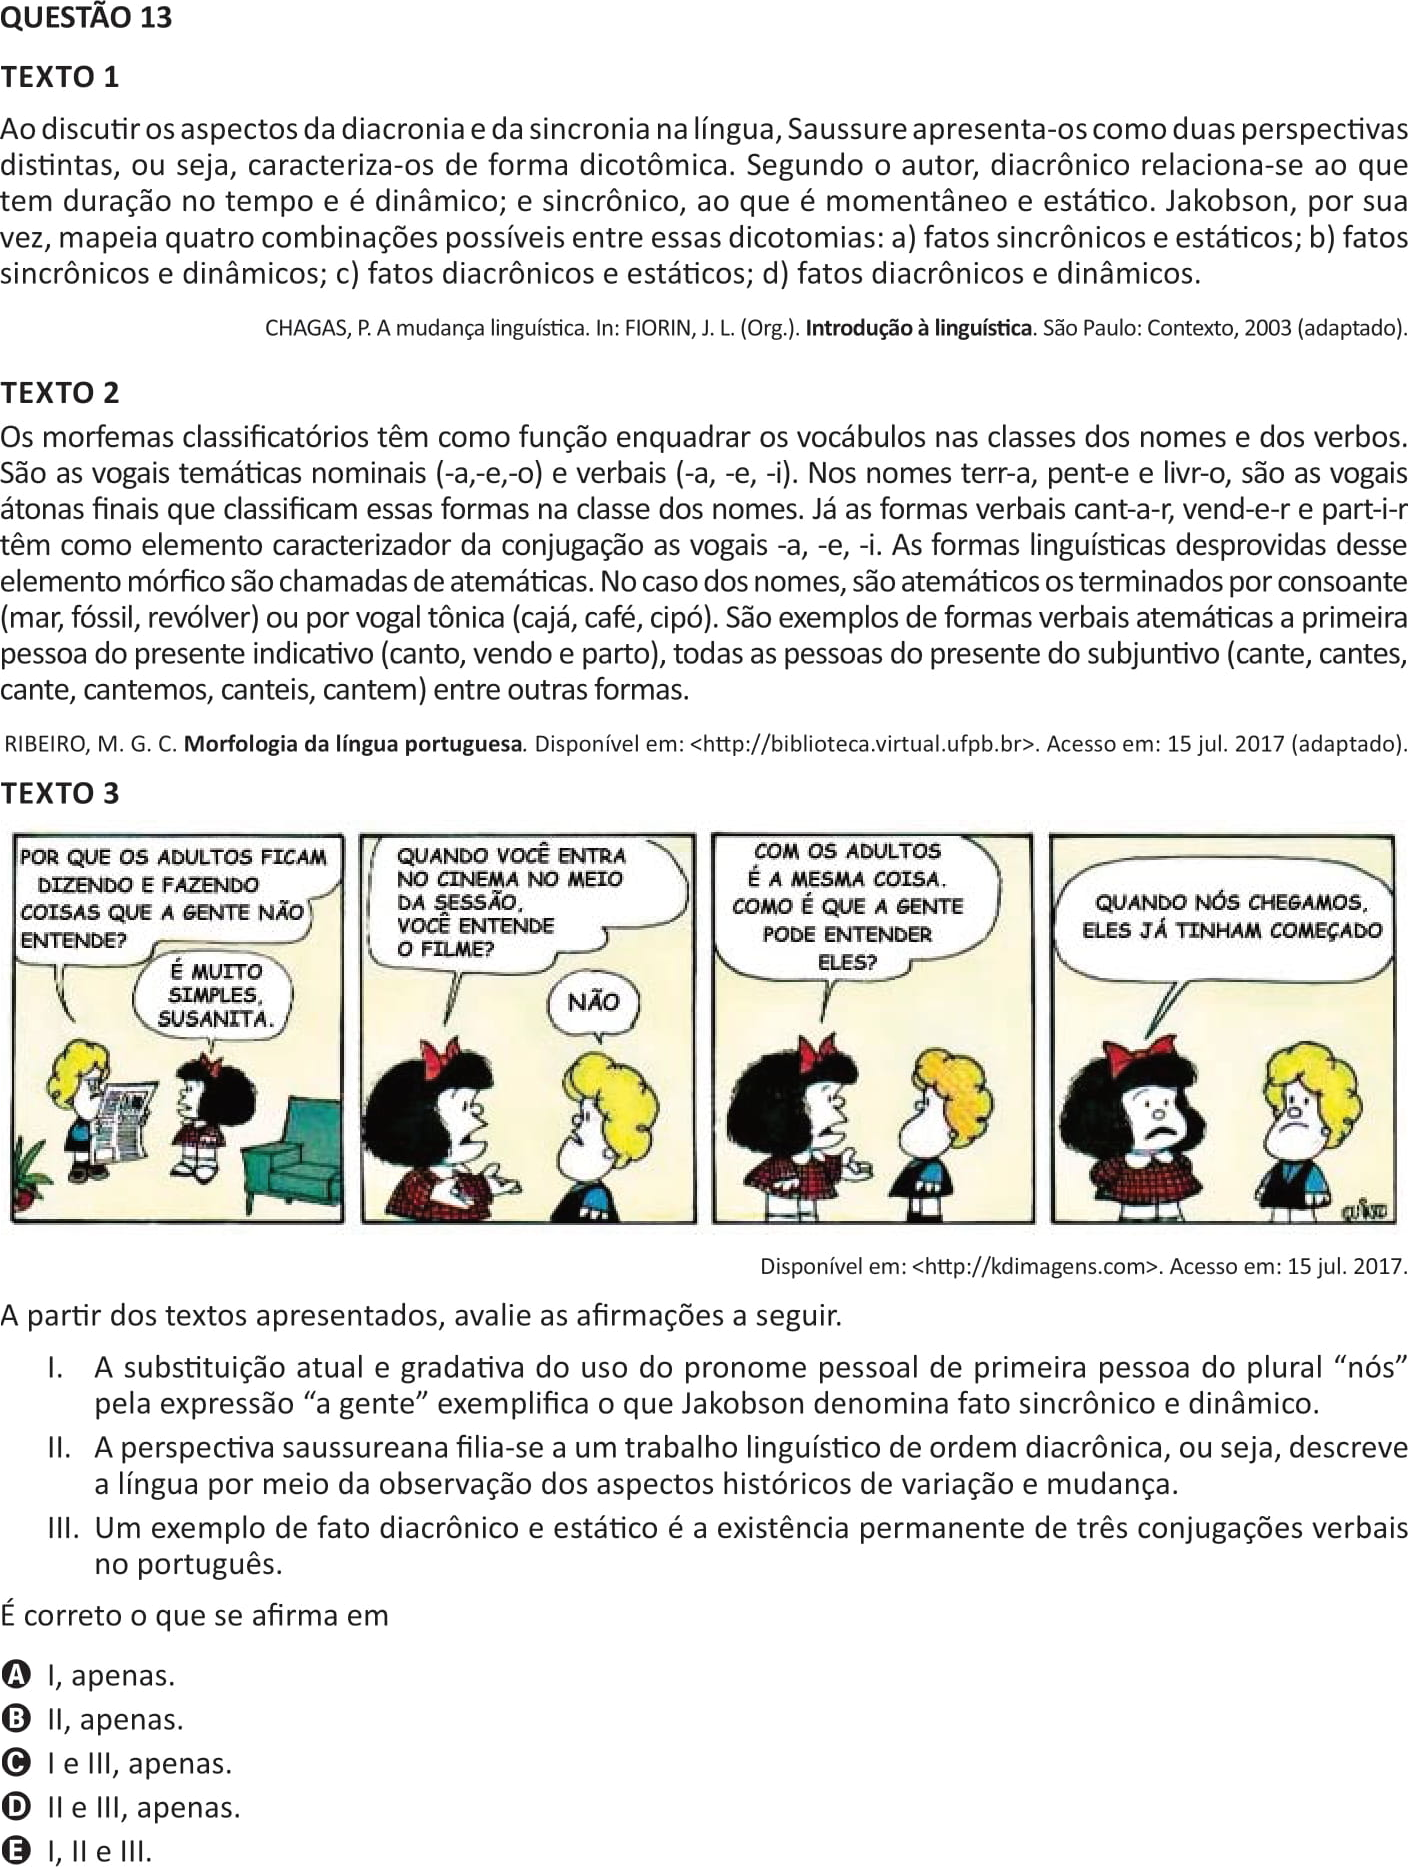 QUESTÃO 13
TEXTO 1
Ao discutir os aspectos da diacronia e da sincronia na língua, Saussure apresenta-os como duas perspectivas
distintas, ou seja, caracteriza-os de forma dicotômica. Segundo o autor, diacrônico relaciona-se ao que
tem duração no tempo e é dinâmico; e sincrônico, ao que é momentâneo e estático. Jakobson, por sua
vez, mapeia quatro combinações possíveis entre essas dicotomias: a) fatos sincrônicos e estáticos; b) fatos
sincrônicos e dinâmicos; c) fatos diacrônicos e estáticos; d) fatos diacrônicos e dinâmicos.
CHAGAS, P. A mudança linguística. In: FIORIN, J. L. (Org.). Introdução à linguística. São Paulo: Contexto, 2003 (adaptado).
TEXTO 2
Os morfemas classificatórios têm como função enquadrar os vocábulos nas classes dos nomes e dos verbos.
São as vogais temáticas nominais (-a,-e,-o) e verbais (-a, -e, -i). Nos nomes terr-a, pent-e e livr-o, são as vogais
átonas finais que classificam essas formas na classe dos nomes. Já as formas verbais cant-a-r, vend-e-r e part-i-r
têm como elemento caracterizador da conjugação as vogais -a, -e, -i. As formas linguísticas desprovidas desse
elemento mórfico são chamadas de atemáticas. No caso dos nomes, são atemáticos os terminados por consoante
(mar, fóssil, revólver) ou por vogal tônica (cajá, café, cipó). São exemplos de formas verbais atemáticas a primeira
pessoa do presente indicativo (canto, vendo e parto), todas as pessoas do presente do subjuntivo (cante, cantes,
cante, cantemos, canteis, cantem) entre outras formas.
RIBEIRO, M. G. C. Morfologia da língua portuguesa. Disponível em: <http://biblioteca.virtual.ufpb.br>. Acesso em: 15 jul. 2017 (adaptado).
TEXTO 3
POR QUE OS ADULTOS FICAM
DIZENDO E FAZENDO
COISAS QUE A GENTE NÃO
ENTENDE?
É MUITO
SIMPLES,
SUSANITA.
QUANDO VOCÊ ENTRA
NO CINEMA NO MEIO
DA SESSÃO,
VOCÊ ENTENDE
O FILME?
NÃO
COM OS ADULTOS
É A MESMA COISA.
COMO É QUE A GENTE
PODE ENTENDER
ELES?
QUANDO NÓS CHEGAMOS,
ELES JÁ TINHAM COMEÇADO
QUINO
Disponível em: <http://kdimagens.com>. Acesso em: 15 jul. 2017.
A partir dos textos apresentados, avalie as afirmações a seguir.
I. A substituição atual e gradativa do uso do pronome pessoal de primeira pessoa do plural “nós”
pela expressão “a gente” exemplifica o que Jakobson denomina fato sincrônico e dinâmico.
II. A perspectiva saussureana filia-se a um trabalho linguístico de ordem diacrônica, ou seja, descreve
a língua por meio da observação dos aspectos históricos de variação e mudança.
III. Um exemplo de fato diacrônico e estático é a existência permanente de três conjugações verbais
no português.
É correto o que se afirma em
A I, apenas.
B II, apenas.
C I e III, apenas.
D II e III, apenas.
E I, II e III.